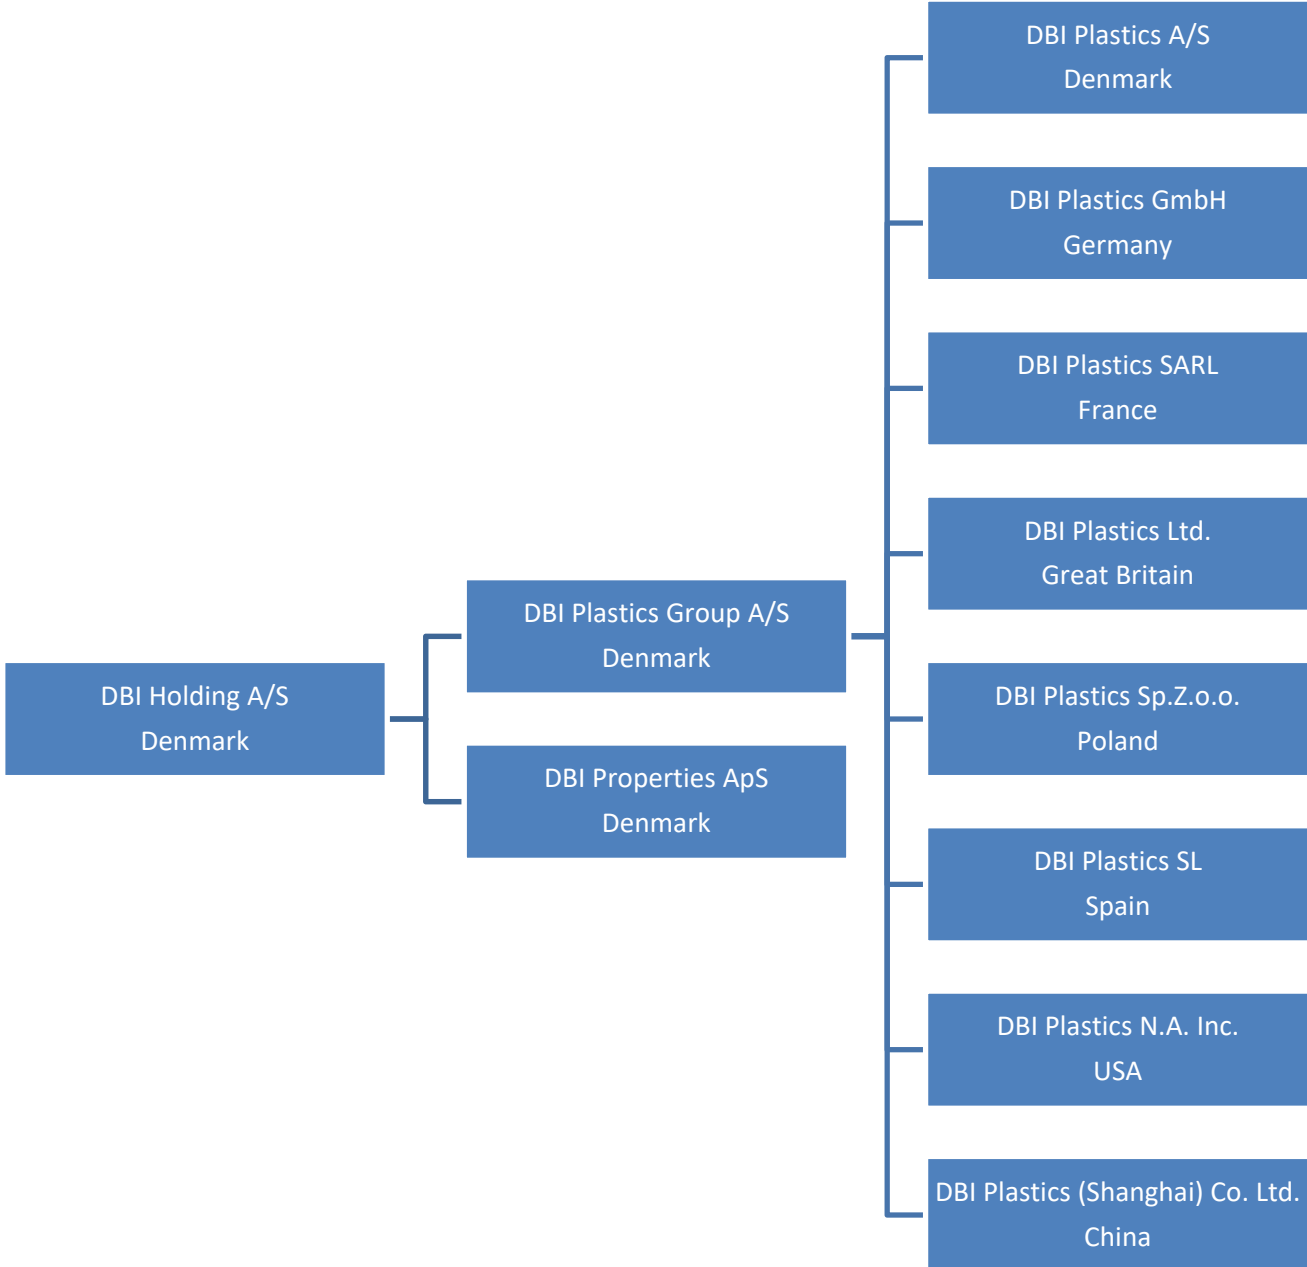 DBI Holding A/S
Denmark
DBI Plastics Group A/S
Denmark
DBI Properties ApS
Denmark
DBI Plastics A/S
Denmark
DBI Plastics GmbH
Germany
DBI Plastics SARL
France
DBI Plastics Ltd.
Great Britain
DBI Plastics Sp.Z.o.o.
Poland
DBI Plastics SL
Spain
DBI Plastics N.A. Inc.
USA
DBI Plastics (Shanghai) Co. Ltd.
China